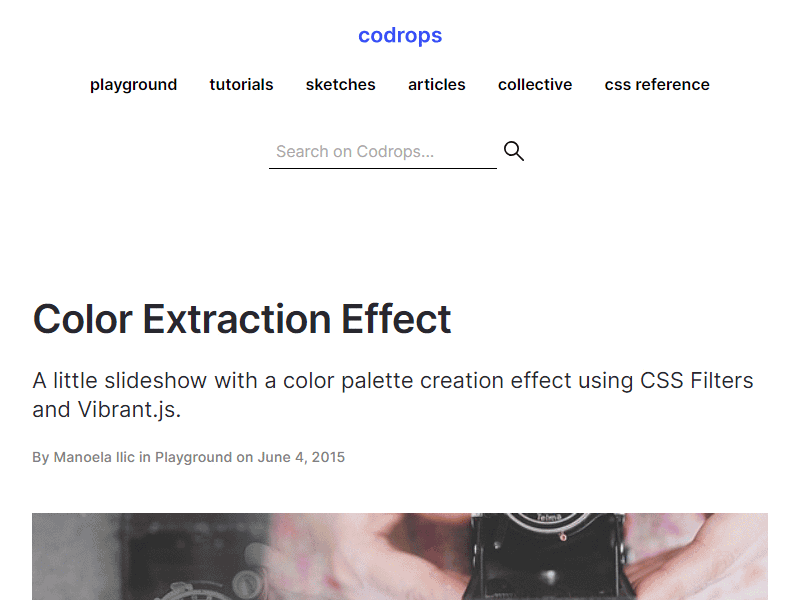 codrops
playground tutorials sketches articles collective css reference
Search on Codrops...
Color Extraction Effect
A little slideshow with a color palette creation effect using CSS Filters
and Vibrant.js.
By Manoela Ilic in Playground on June 4, 2015
Telma